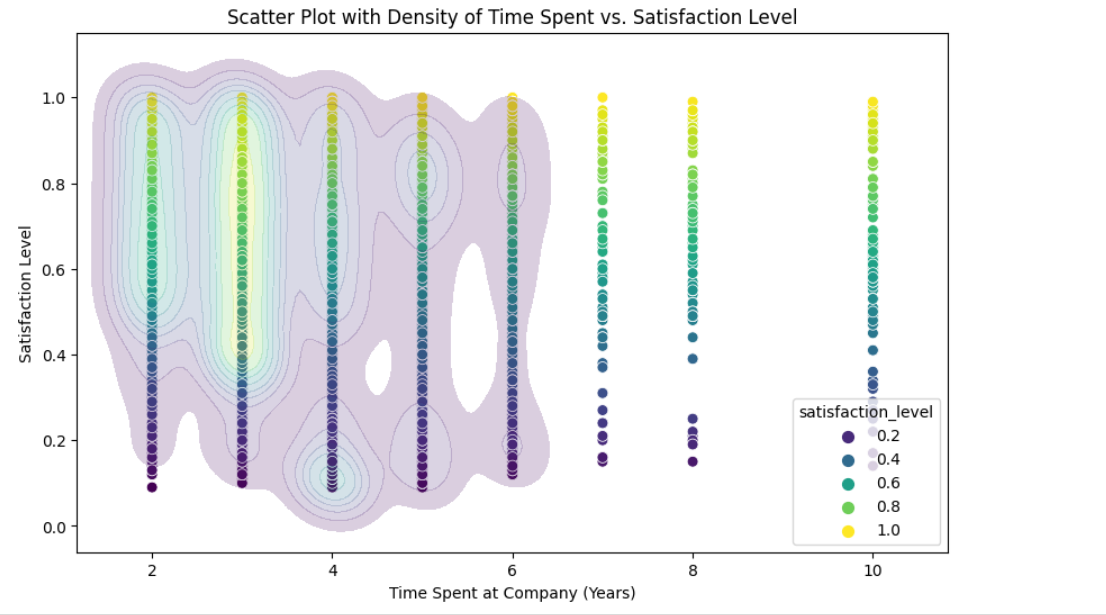 Scatter Plot with Density of Time Spent vs. Satisfaction Level
Satisfaction Level
1.0
0.8
0.6
0.4
0.2
0.0
2 4 6 8 10
Time Spent at Company (Years)
satisfaction_level
0.2
0.4
0.6
0.8
1.0